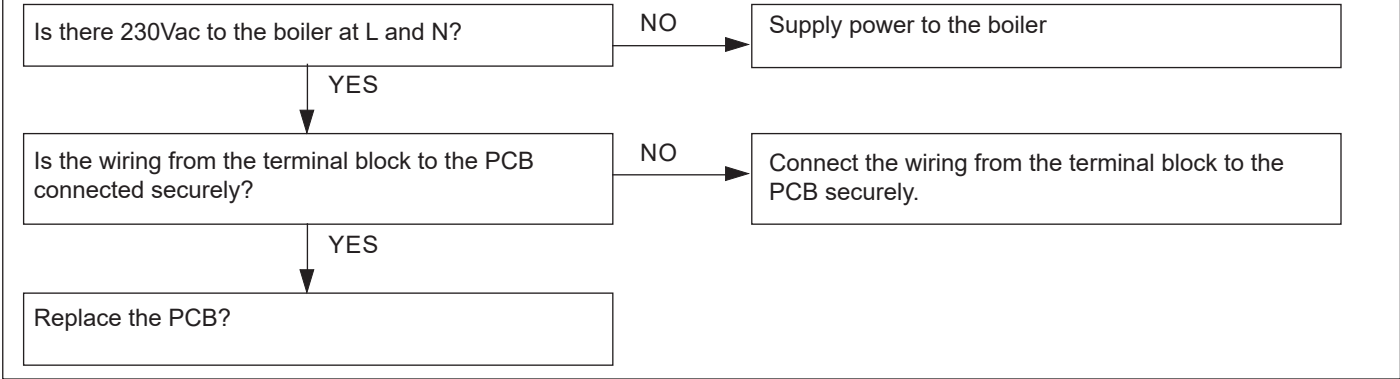 Is there 230Vac to the boiler at L and N?
NO
Supply power to the boiler
YES
Is the wiring from the terminal block to the PCB
connected securely?
NO
Connect the wiring from the terminal block to the
PCB securely.
YES
Replace the PCB?